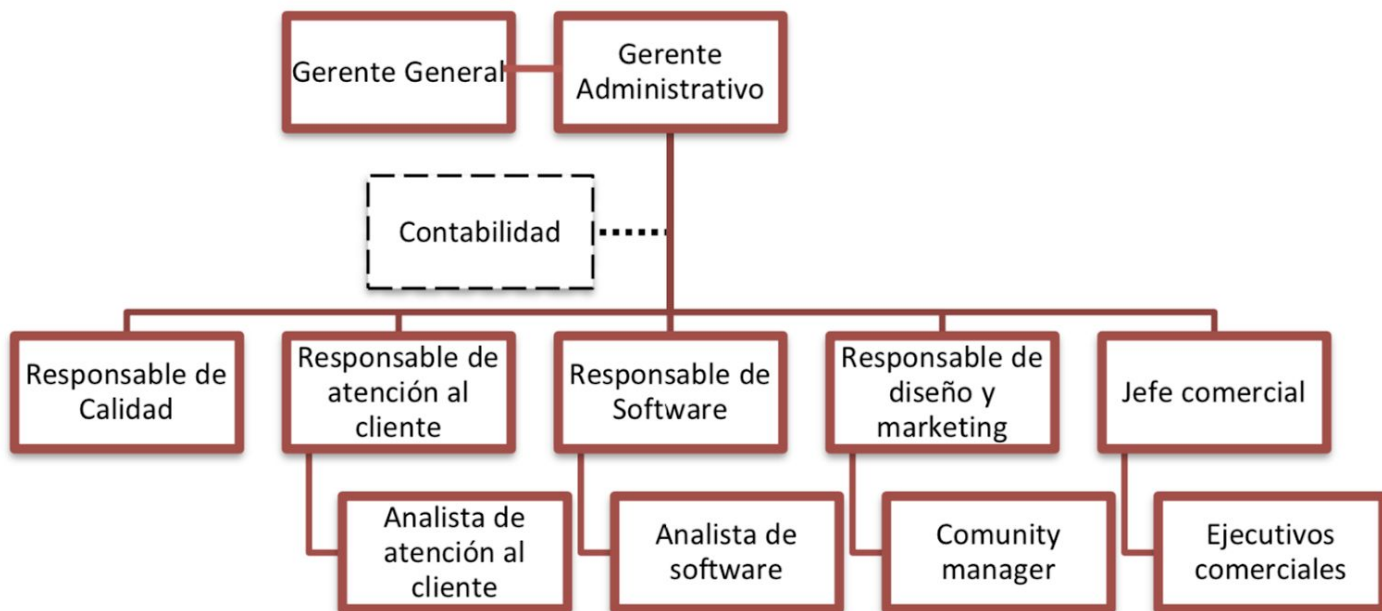 Gerente General
Gerente
Administrativo
Contabilidad
Responsable de
Calidad
Responsable de
atención al
cliente
Responsable de
Software
Responsable de
diseño y
marketing
Jefe comercial
Analista de
atención al
cliente
Analista de
software
Comunity
manager
Ejecutivos
comerciales